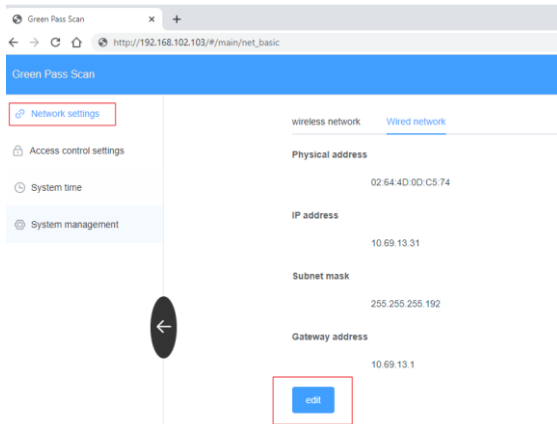 Green Pass Scan
http://192.168.102.103/#/main/net_basic
Green Pass Scan
Network settings
Access control settings
System time
System management
wireless network Wired network
Physical address
02:64:4D:0D:C5:74
IP address
10.69.13.31
Subnet mask
255.255.255.192
Gateway address
10.69.13.1
edit